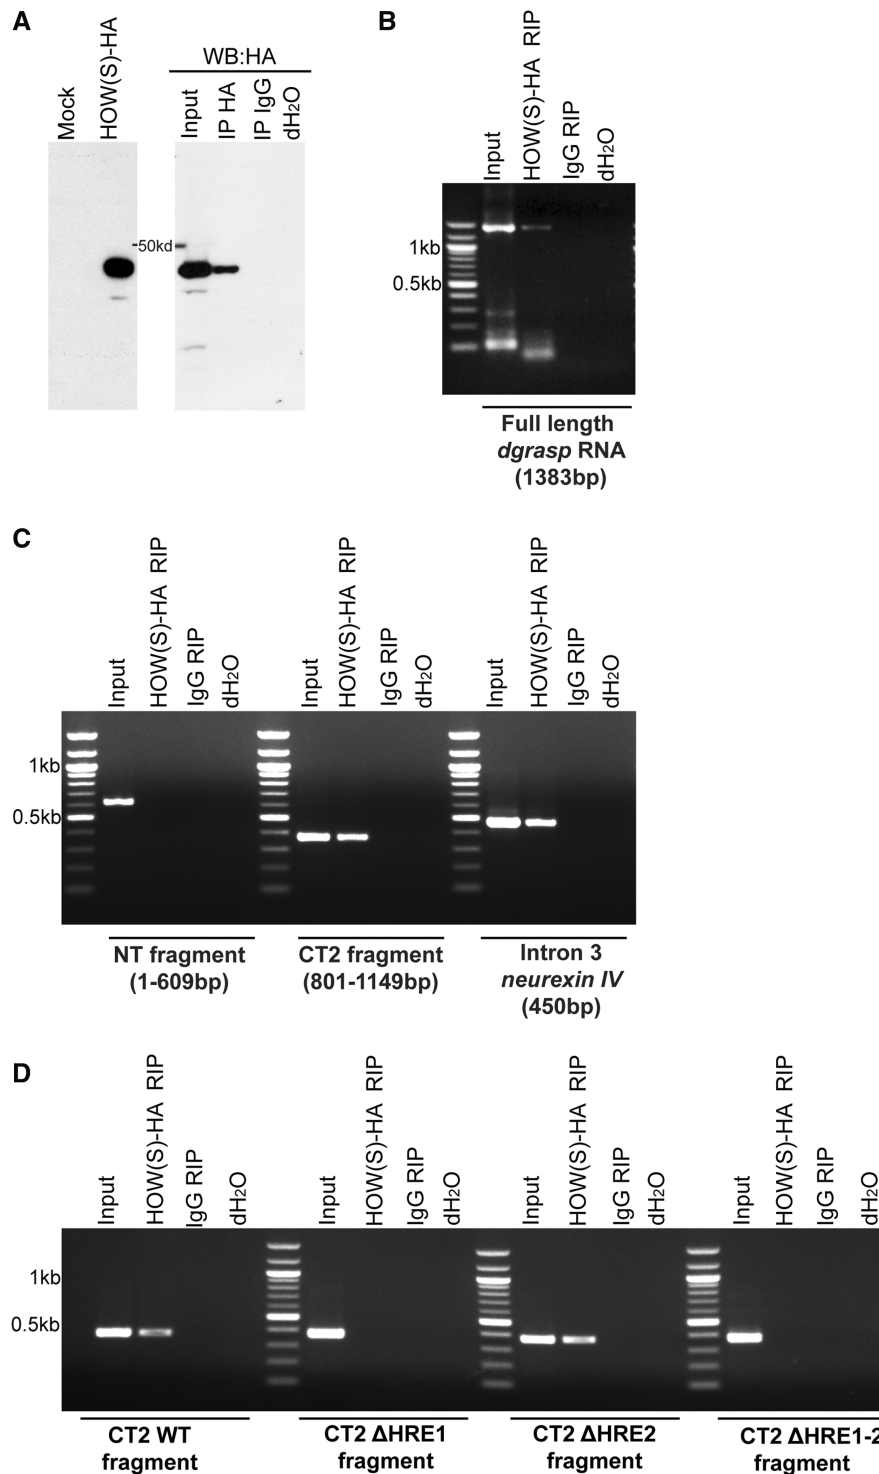 A
Mock
HOW(S)-HA
WB:HA
Input
IP HA
IP IgG
dH2O
50kd
B
Input
HOW(S)-HA RIP
IgG RIP
dH2O
1kb
0.5kb
Full length
dgrasp RNA
(1383bp)
C
Input
HOW(S)-HA RIP
IgG RIP
dH2O
Input
HOW(S)-HA RIP
IgG RIP
dH2O
Input
HOW(S)-HA RIP
IgG RIP
dH2O
1kb
0.5kb
NT fragment
(1-609bp)
CT2 fragment
(801-1149bp)
Intron 3
neurexin IV
(450bp)
D
Input
HOW(S)-HA RIP
IgG RIP
dH2O
Input
HOW(S)-HA RIP
IgG RIP
dH2O
Input
HOW(S)-HA RIP
IgG RIP
dH2O
Input
HOW(S)-HA RIP
IgG RIP
dH2O
1kb
0.5kb
CT2 WT
fragment
CT2 ΔHRE1
fragment
CT2 ΔHRE2
fragment
CT2 ΔHRE1-2
fragment